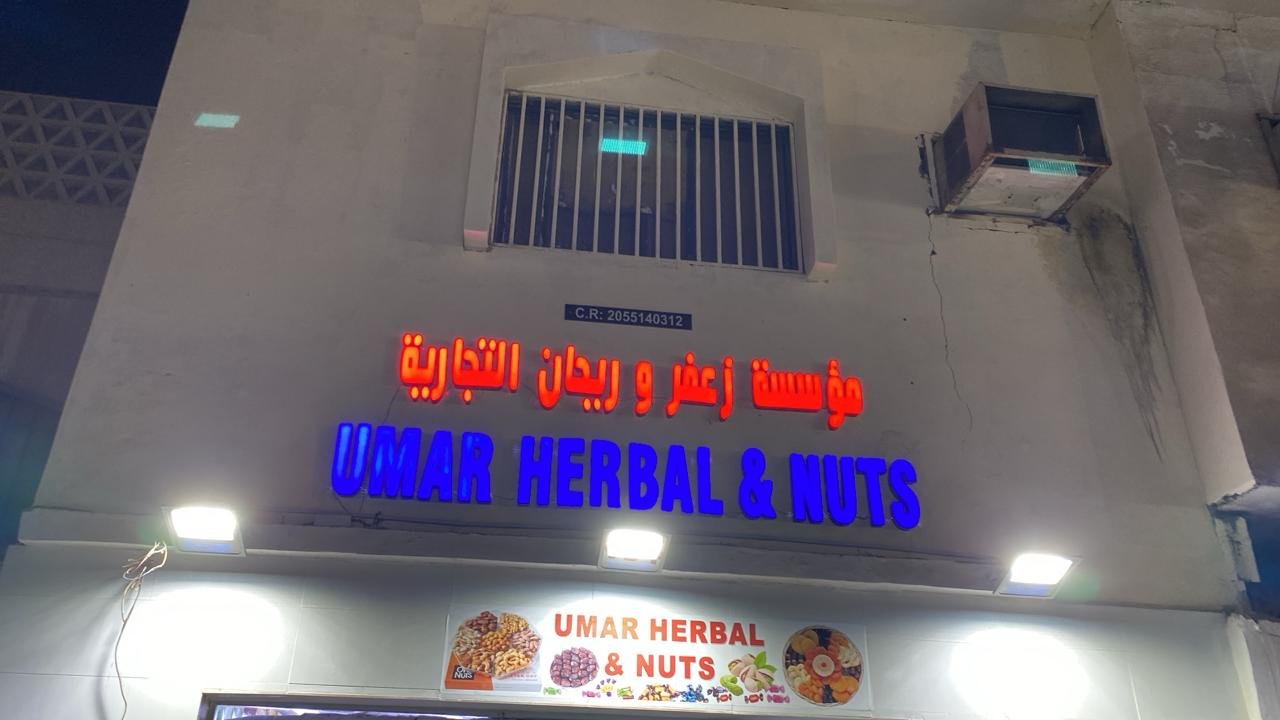 C.R: 2055140312
مؤسسة زعفر و ريحان التجارية
UMAR HERBAL & NUTS
UMAR HERBAL
& NUTS